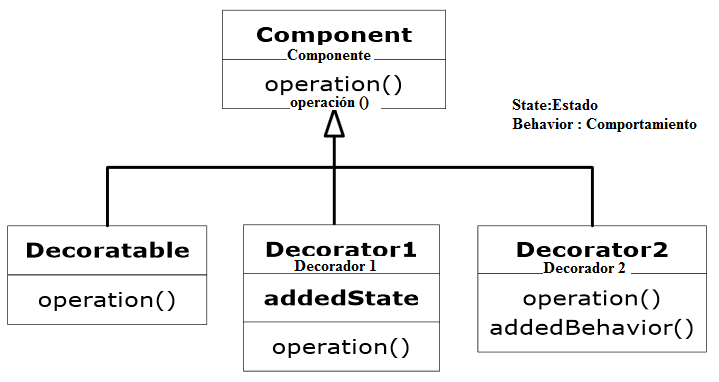 Component
Componente
operation()
operación ()
State:Estado
Behavior : Comportamiento
Decoratable
operation()
Decorator1
Decorador 1
addedState
operation()
Decorator2
Decorador 2
operation()
addedBehavior()